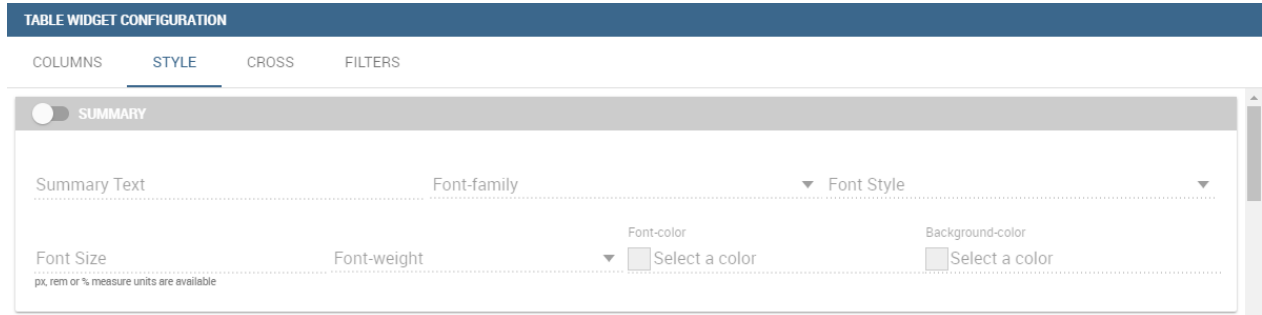 TABLE WIDGET CONFIGURATION
COLUMNS STYLE CROSS FILTERS
SUMMARY
Summary Text Font-family Font Style
Font-color Background-color
Font Size Font-weight Select a color Select a color
px, rem or % measure units are available